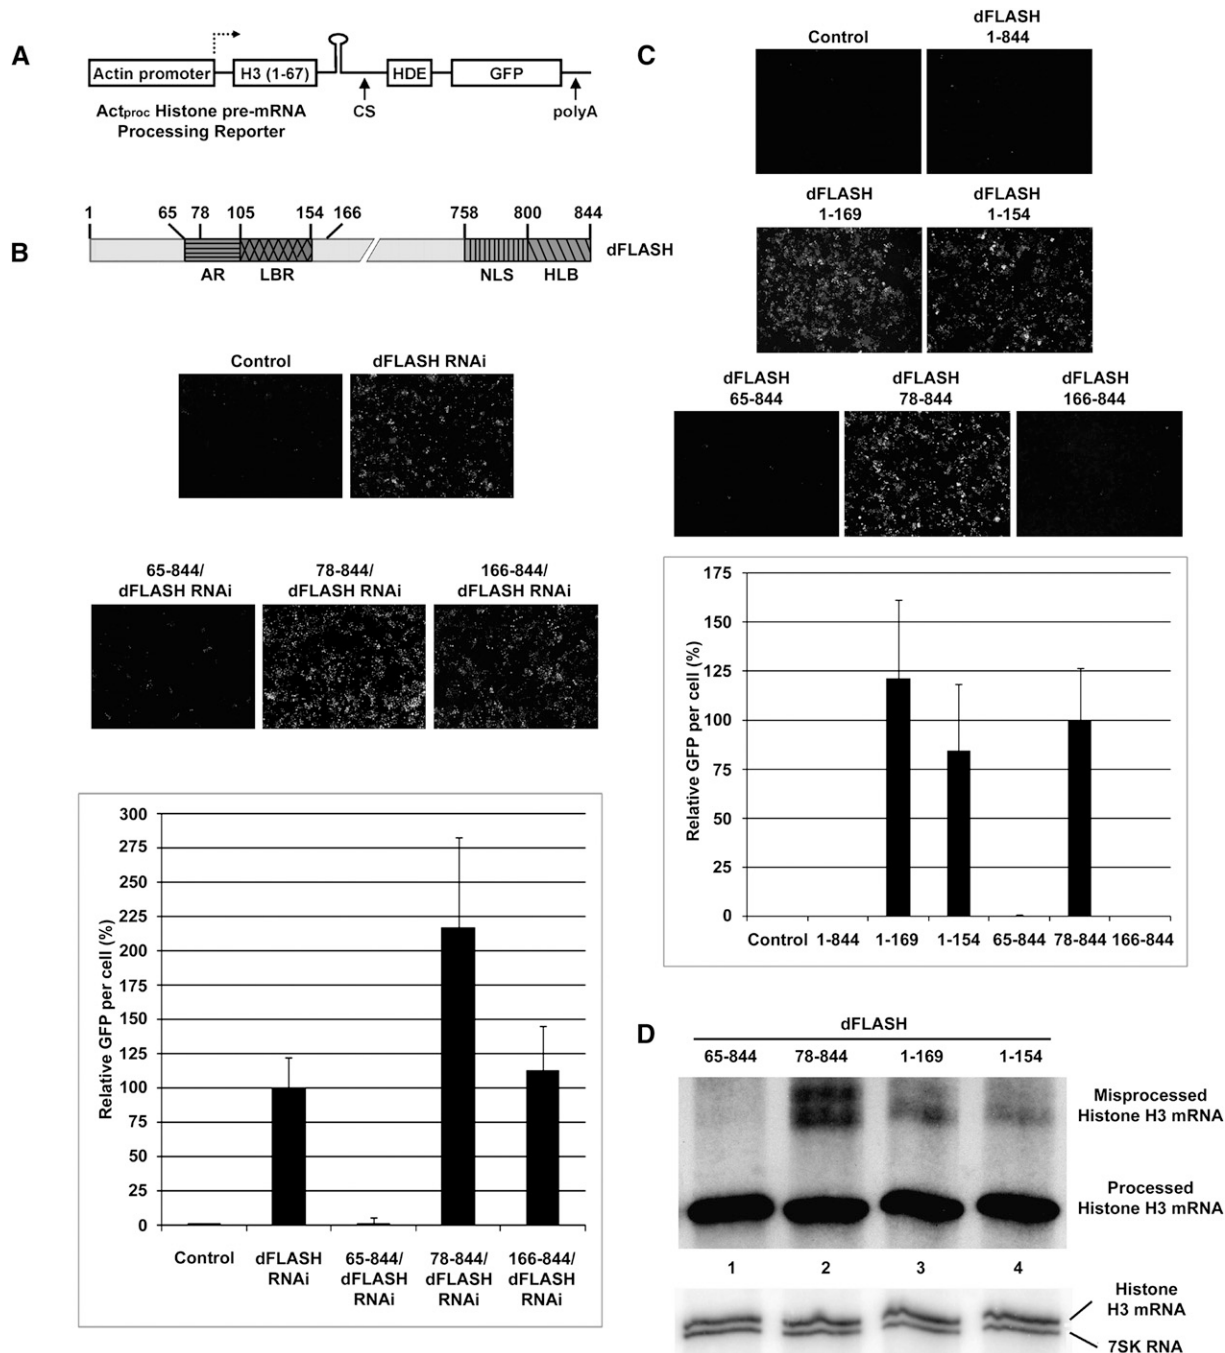 A
Actin promoter
H3 (1-67)
HDE
GFP
CS
polyA
Actproc Histone pre-mRNA
Processing Reporter
B
1
65
78
105
154
166
758
800
844
dFLASH
AR
LBR
NLS
HLB
Control
dFLASH RNAi
65-844/
dFLASH RNAi
78-844/
dFLASH RNAi
166-844/
dFLASH RNAi
Relative GFP per cell (%)
300
275
250
225
200
175
150
125
100
75
50
25
0
Control
dFLASH
RNAi
65-844/
dFLASH
RNAi
78-844/
dFLASH
RNAi
166-844/
dFLASH
RNAi
C
Control
dFLASH
1-844
dFLASH
1-169
dFLASH
1-154
dFLASH
65-844
dFLASH
78-844
dFLASH
166-844
Relative GFP per cell (%)
175
150
125
100
75
50
25
0
Control
1-844
1-169
1-154
65-844
78-844
166-844
D
dFLASH
65-844
78-844
1-169
1-154
Misprocessed
Histone H3 mRNA
Processed
Histone H3 mRNA
1
2
3
4
Histone
H3 mRNA
7SK RNA